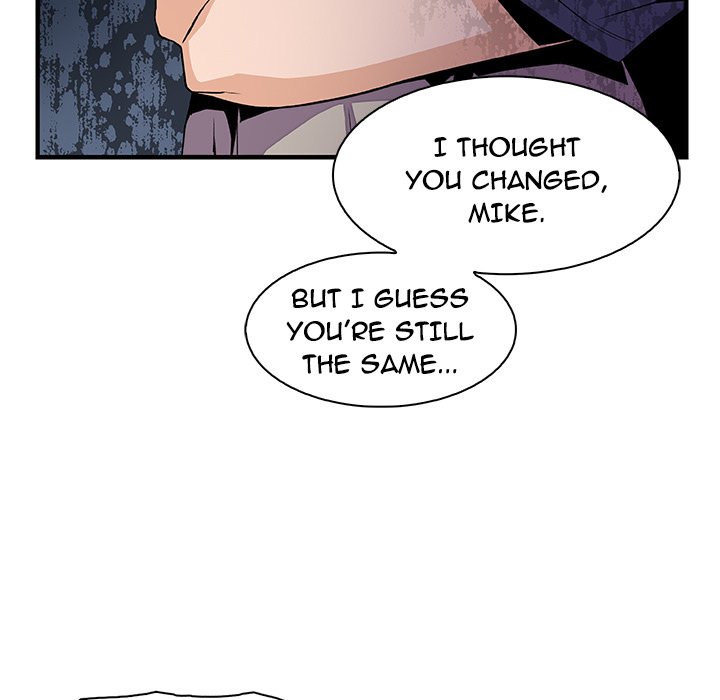 I THOUGHT
YOU CHANGED,
MIKE.
BUT I GUESS
YOU'RE STILL
THE SAME...